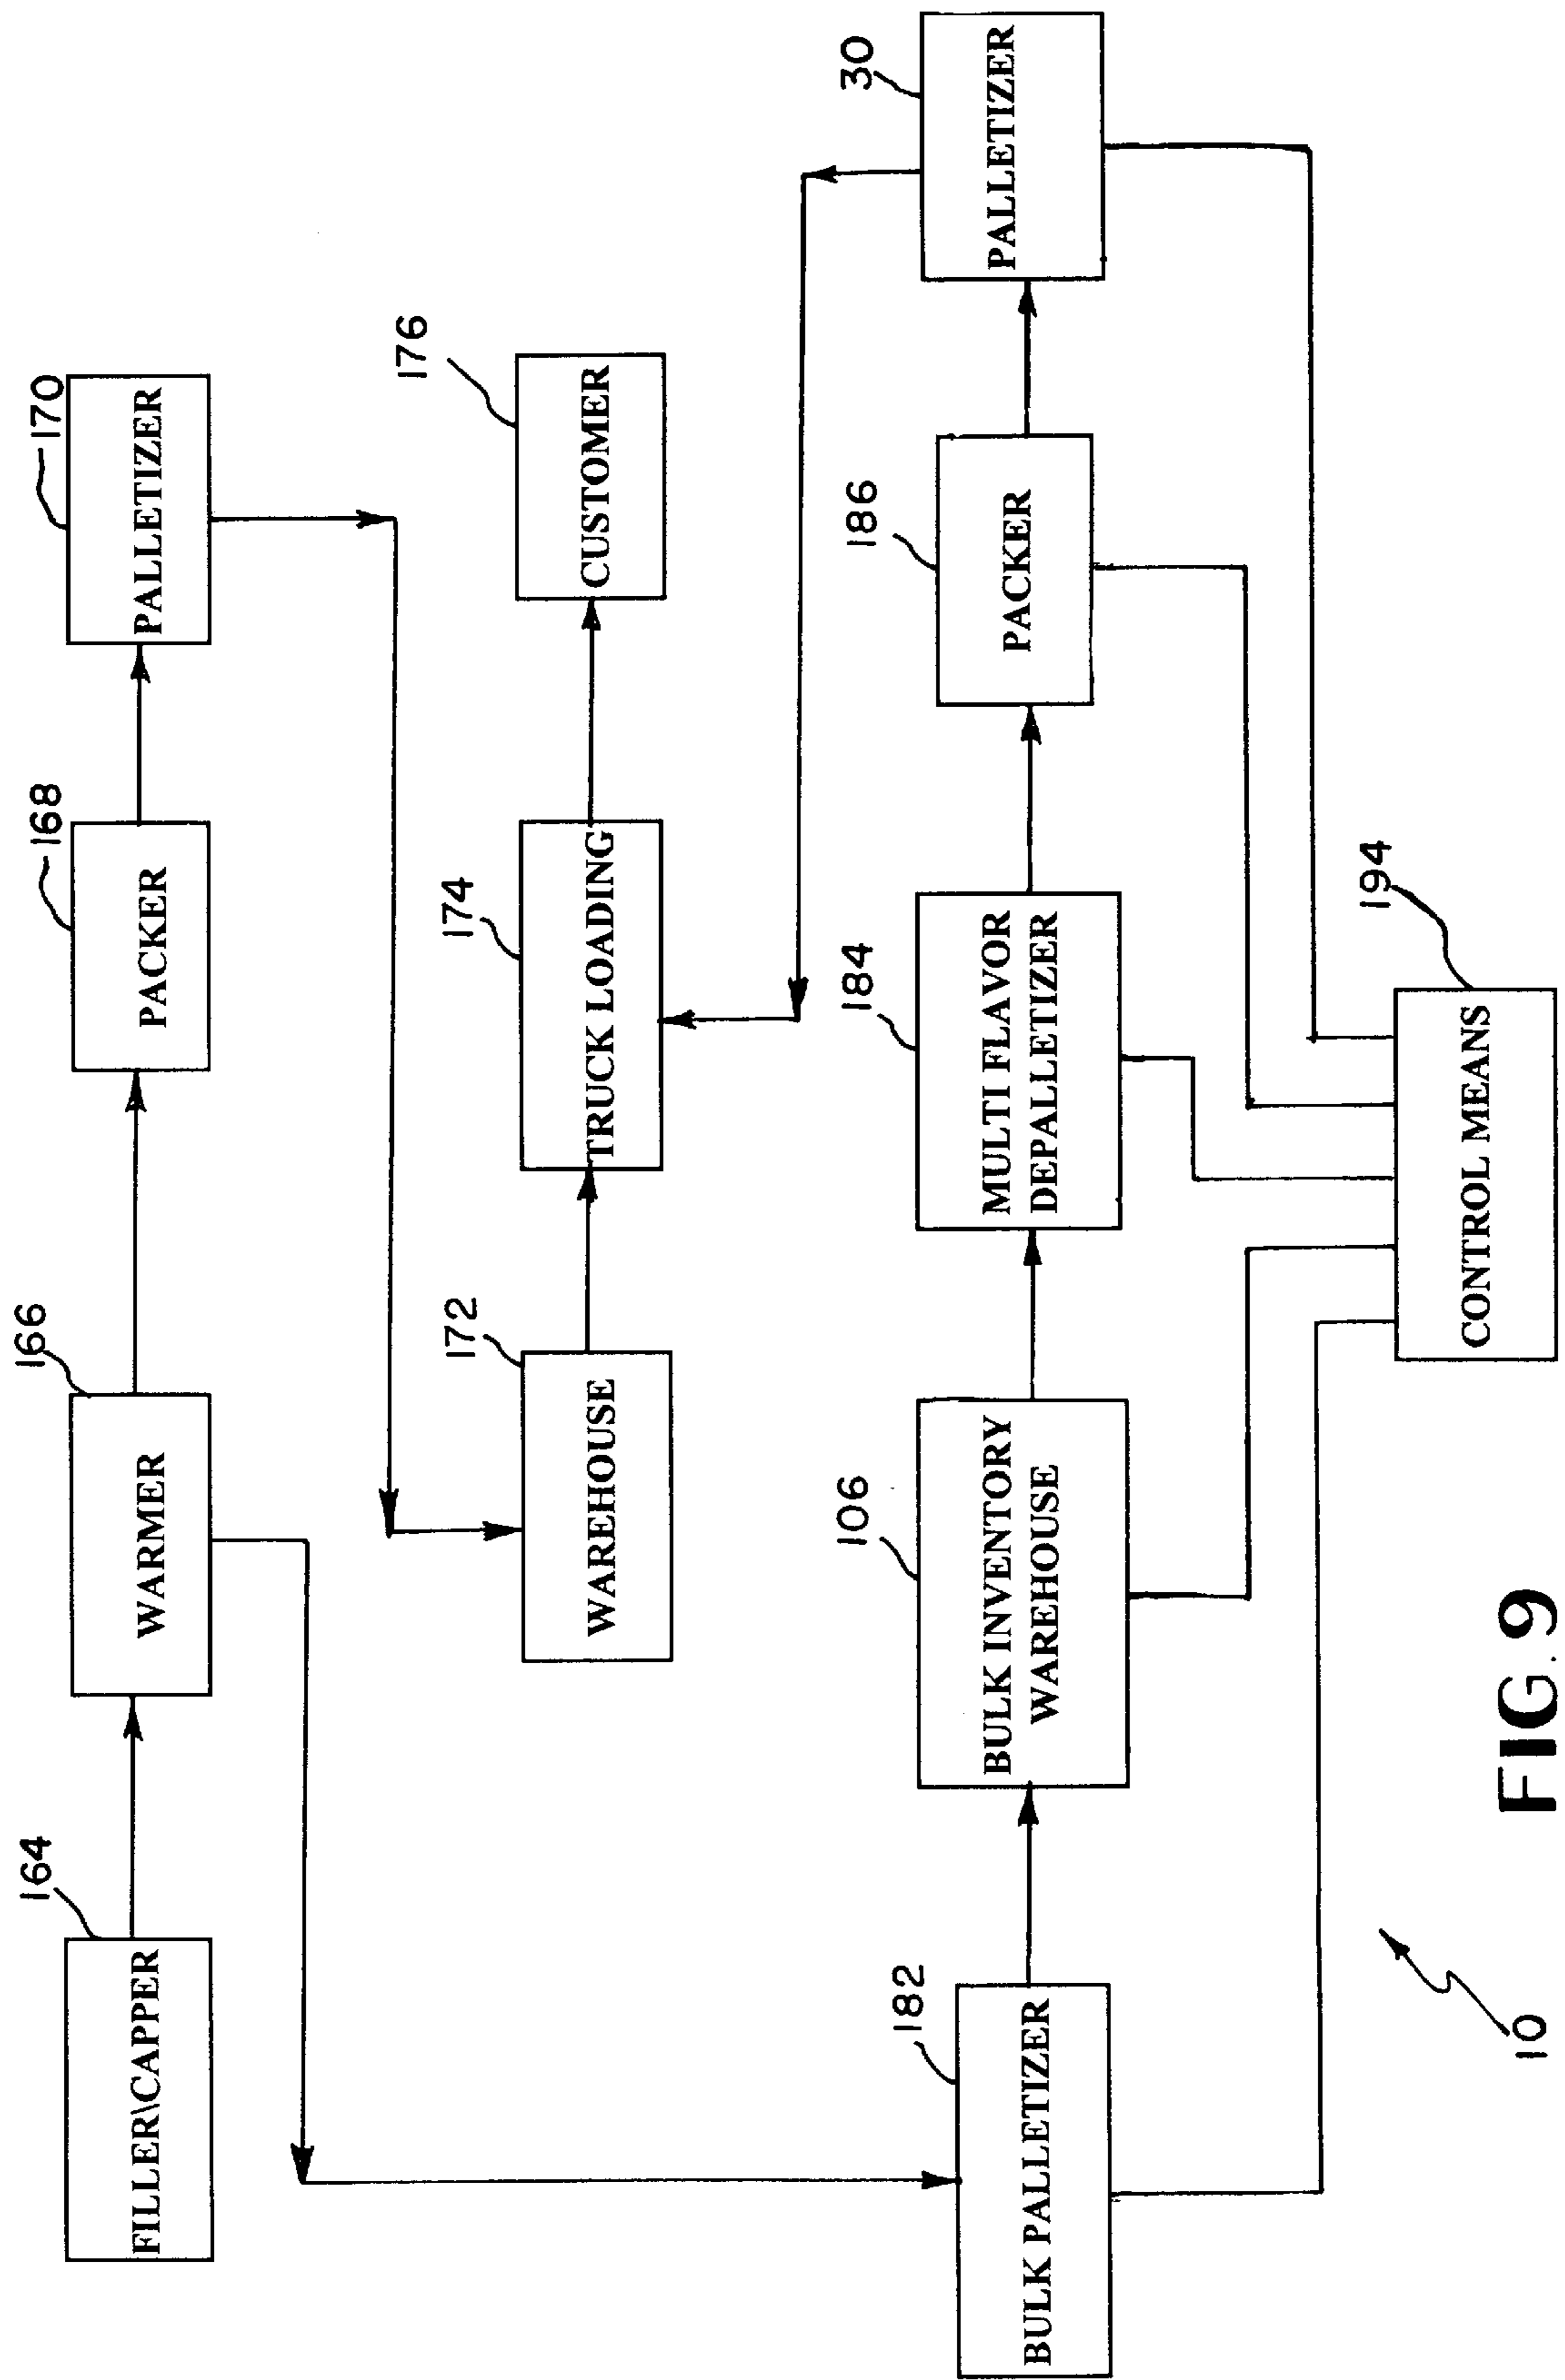 164
FILLER\CAPPER
166
WARMER
168
PACKER
170
PALLETIZER
172
WAREHOUSE
174
TRUCK LOADING
176
CUSTOMER
182
BULK PALLETIZER
106
BULK INVENTORY
WAREHOUSE
184
MULTI FLAVOR
DEPALLETIZER
186
PACKER
30
PALLETIZER
194
CONTROL MEANS
10
FIG. 9